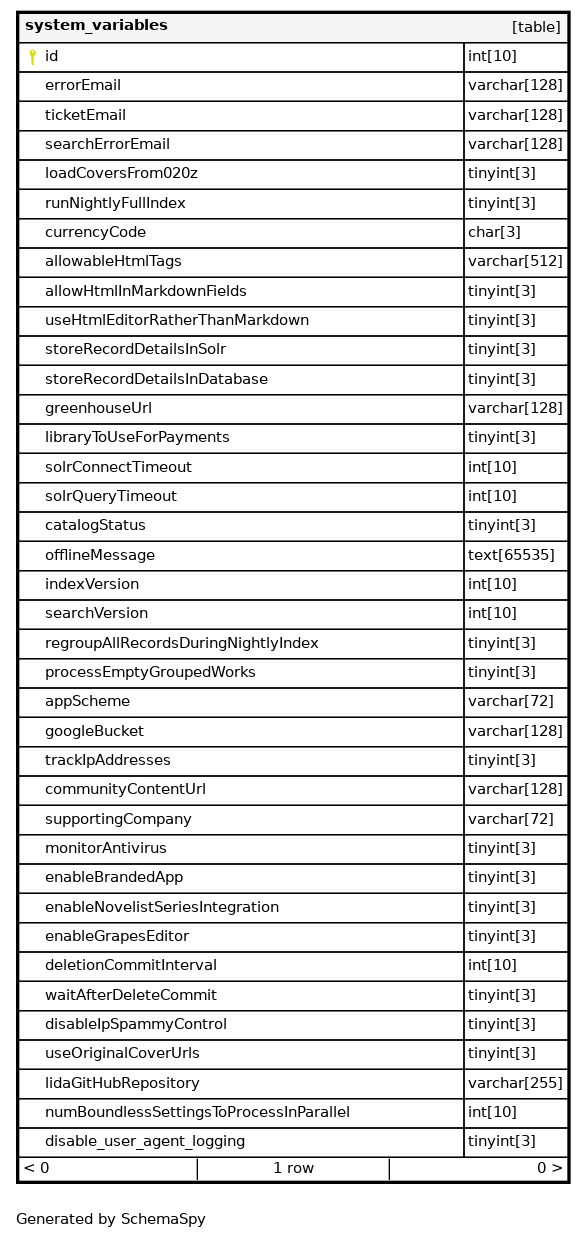 system_variables [table]
id int[10]
errorEmail varchar[128]
ticketEmail varchar[128]
searchErrorEmail varchar[128]
loadCoversFrom020z tinyint[3]
runNightlyFullIndex tinyint[3]
currencyCode char[3]
allowableHtmlTags varchar[512]
allowHtmlInMarkdownFields tinyint[3]
useHtmlEditorRatherThanMarkdown tinyint[3]
storeRecordDetailsInSolr tinyint[3]
storeRecordDetailsInDatabase tinyint[3]
greenhouseUrl varchar[128]
libraryToUseForPayments tinyint[3]
solrConnectTimeout int[10]
solrQueryTimeout int[10]
catalogStatus tinyint[3]
offlineMessage text[65535]
indexVersion int[10]
searchVersion int[10]
regroupAllRecordsDuringNightlyIndex tinyint[3]
processEmptyGroupedWorks tinyint[3]
appScheme varchar[72]
googleBucket varchar[128]
trackIpAddresses tinyint[3]
communityContentUrl varchar[128]
supportingCompany varchar[72]
monitorAntivirus tinyint[3]
enableBrandedApp tinyint[3]
enableNovelistSeriesIntegration tinyint[3]
enableGrapesEditor tinyint[3]
deletionCommitInterval int[10]
waitAfterDeleteCommit tinyint[3]
disableIpSpammyControl tinyint[3]
useOriginalCoverUrls tinyint[3]
lidaGitHubRepository varchar[255]
numBoundlessSettingsToProcessInParallel int[10]
disable_user_agent_logging tinyint[3]
< 0 1 row 0 >
Generated by SchemaSpy